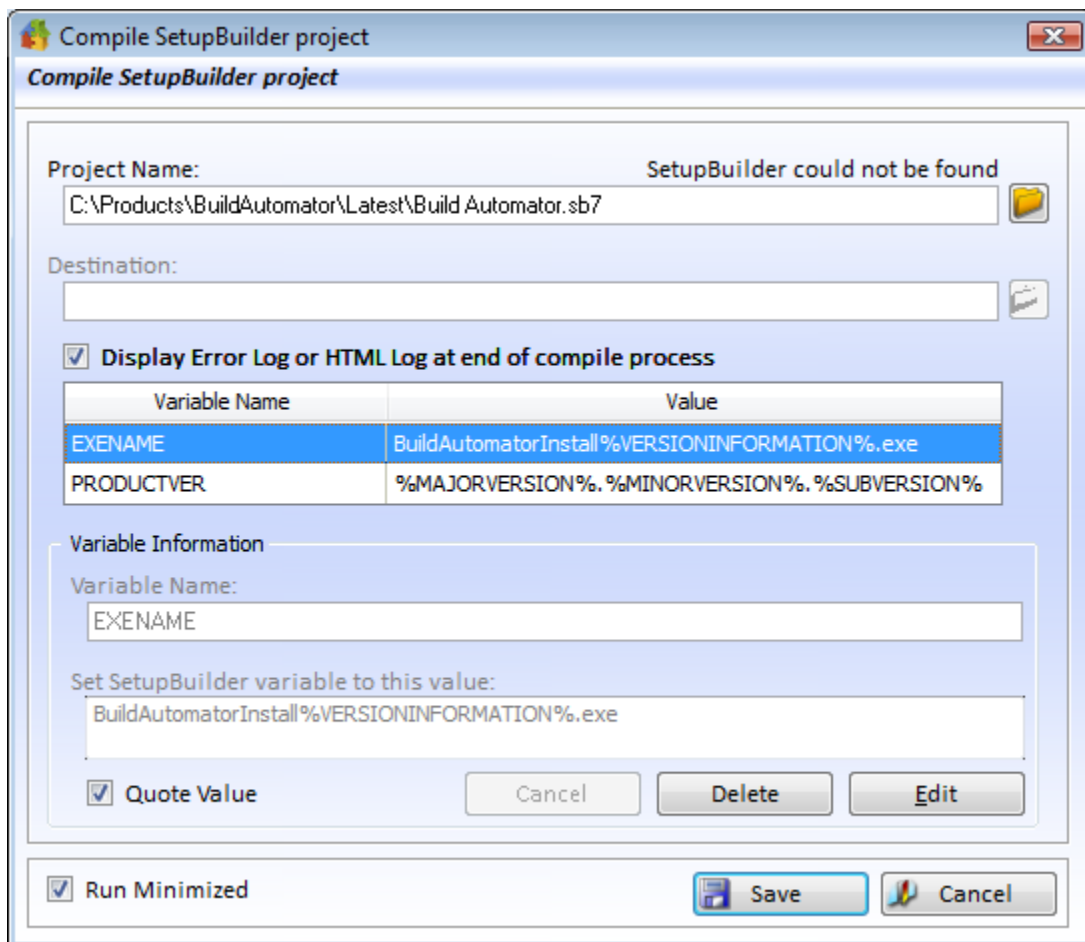 Compile SetupBuilder project
Compile SetupBuilder project
Project Name: SetupBuilder could not be found
C:\Products\BuildAutomator\Latest\Build Automator.sb7
Destination:
Display Error Log or HTML Log at end of compile process
Variable Name Value
EXENAME BuildAutomatorInstall%VERSIONINFORMATION%.exe
PRODUCTVER %MAJORVERSION%.%MINORVERSION%.%SUBVERSION%
Variable Information
Variable Name:
EXENAME
Set SetupBuilder variable to this value:
BuildAutomatorInstall%VERSIONINFORMATION%.exe
Quote Value Cancel Delete Edit
Run Minimized Save Cancel